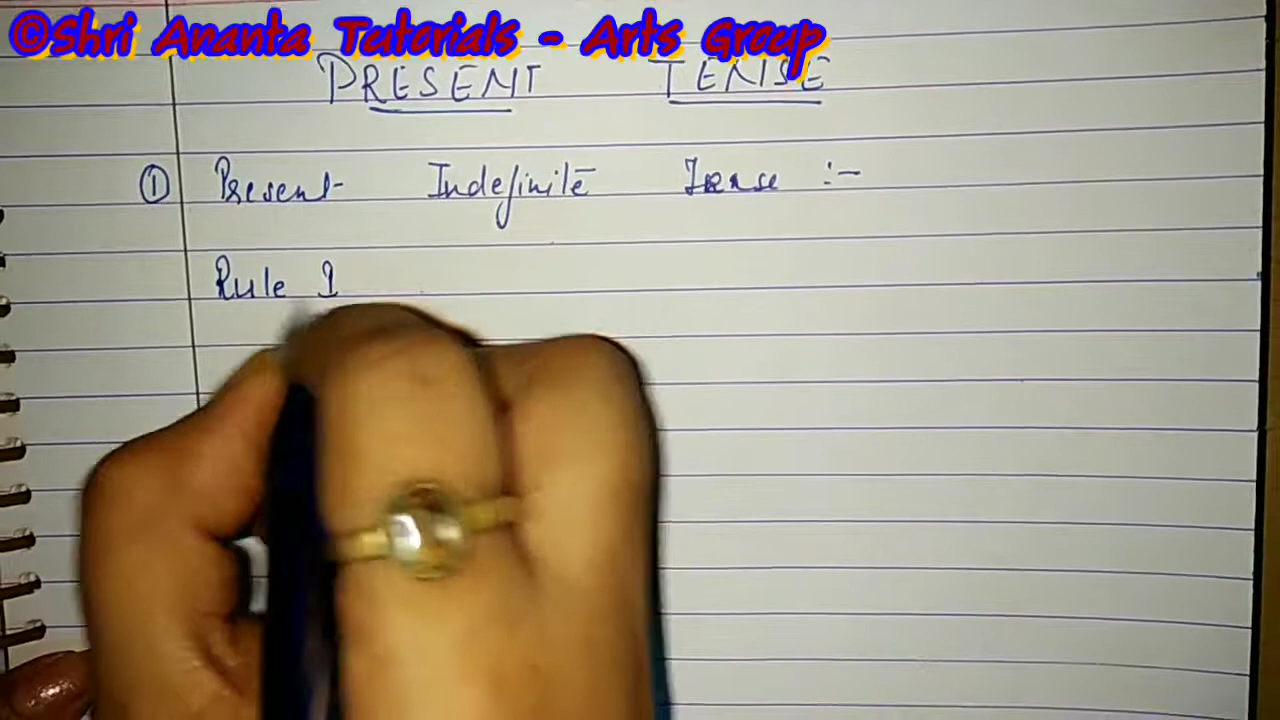 ©Shri Ananta Tutorials - Arts Group
PRESENT TENSE
① Present Indefinite Tense :-
Rule 1